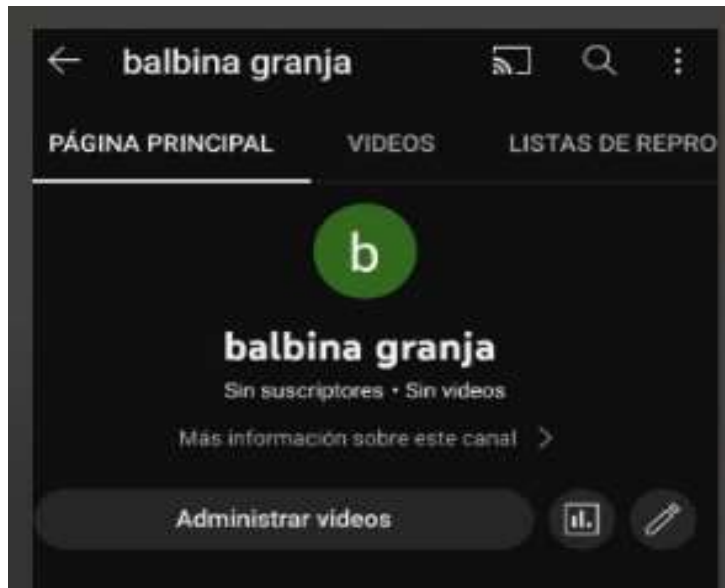 balbina granja
PÁGINA PRINCIPAL VIDEOS LISTAS DE REPRO
b
balbina granja
Sin suscriptores • Sin videos
Más información sobre este canal >
Administrar videos